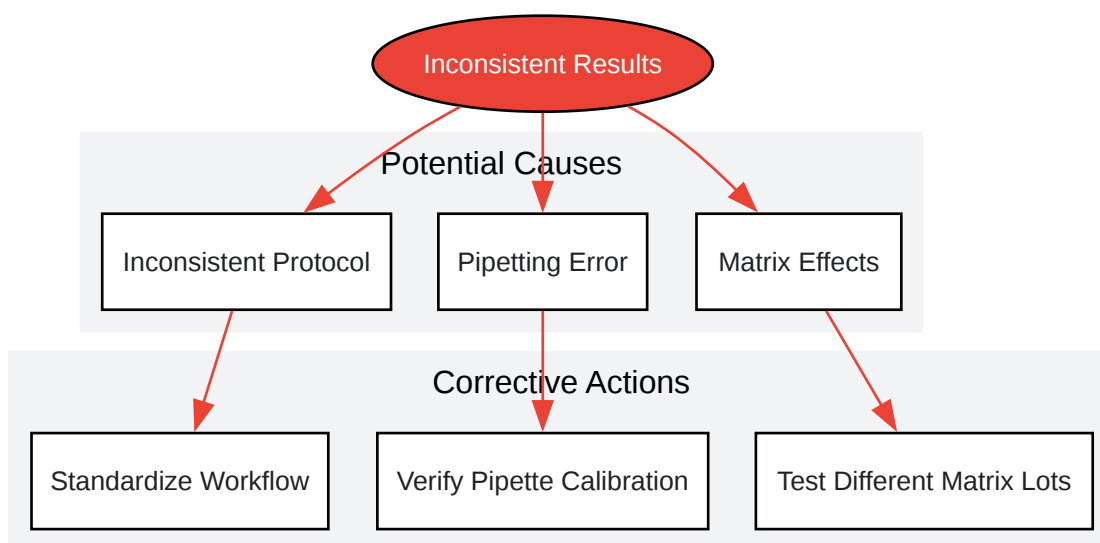 Inconsistent Results
Potential Causes
Inconsistent Protocol
Pipetting Error
Matrix Effects
Corrective Actions
Standardize Workflow
Verify Pipette Calibration
Test Different Matrix Lots